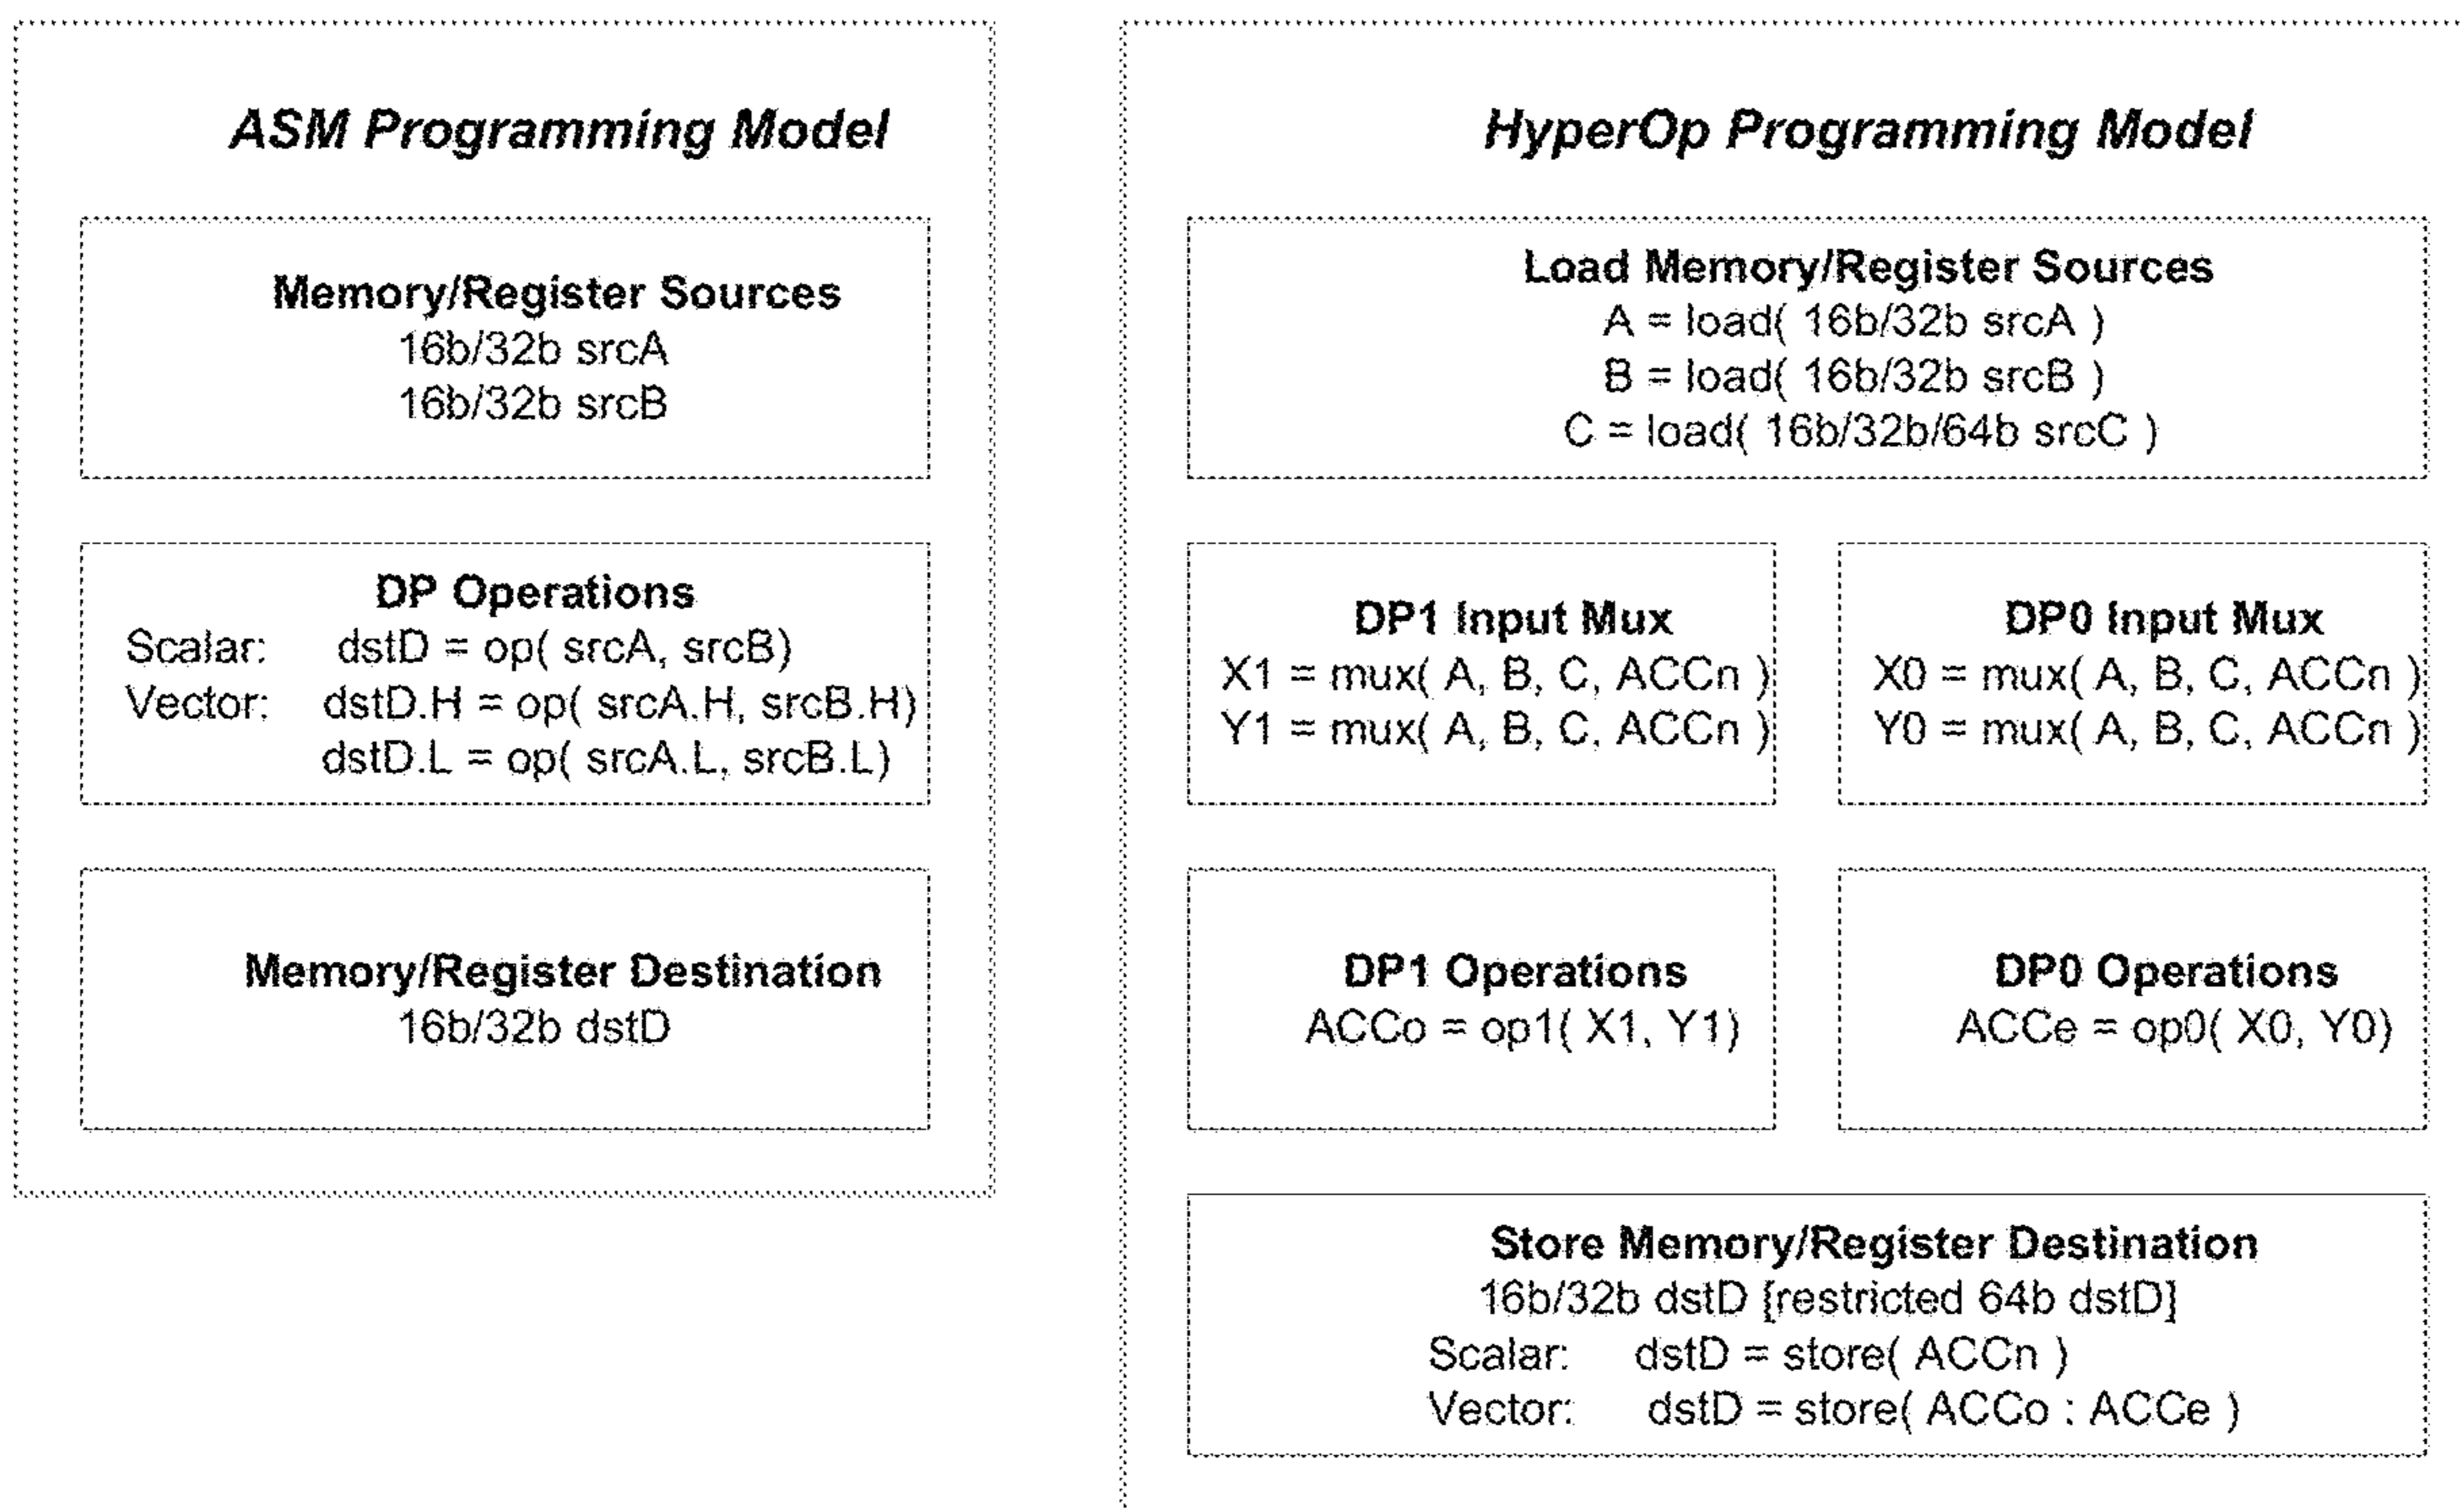 ASM Programming Model
Memory/Register Sources
16b/32b srcA
16b/32b srcB
DP Operations
Scalar: dstD = op( srcA, srcB)
Vector: dstD.H = op( srcA.H, srcB.H)
dstD.L = op( srcA.L, srcB.L)
Memory/Register Destination
16b/32b dstD
HyperOp Programming Model
Load Memory/Register Sources
A = load( 16b/32b srcA )
B = load( 16b/32b srcB )
C = load( 16b/32b/64b srcC )
DP1 Input Mux
X1 = mux( A, B, C, ACCn )
Y1 = mux( A, B, C, ACCn )
DP0 Input Mux
X0 = mux( A, B, C, ACCn )
Y0 = mux( A, B, C, ACCn )
DP1 Operations
ACCo = op1( X1, Y1)
DP0 Operations
ACCe = op0( X0, Y0)
Store Memory/Register Destination
16b/32b dstD [restricted 64b dstD]
Scalar: dstD = store( ACCn )
Vector: dstD = store( ACCo : ACCe )